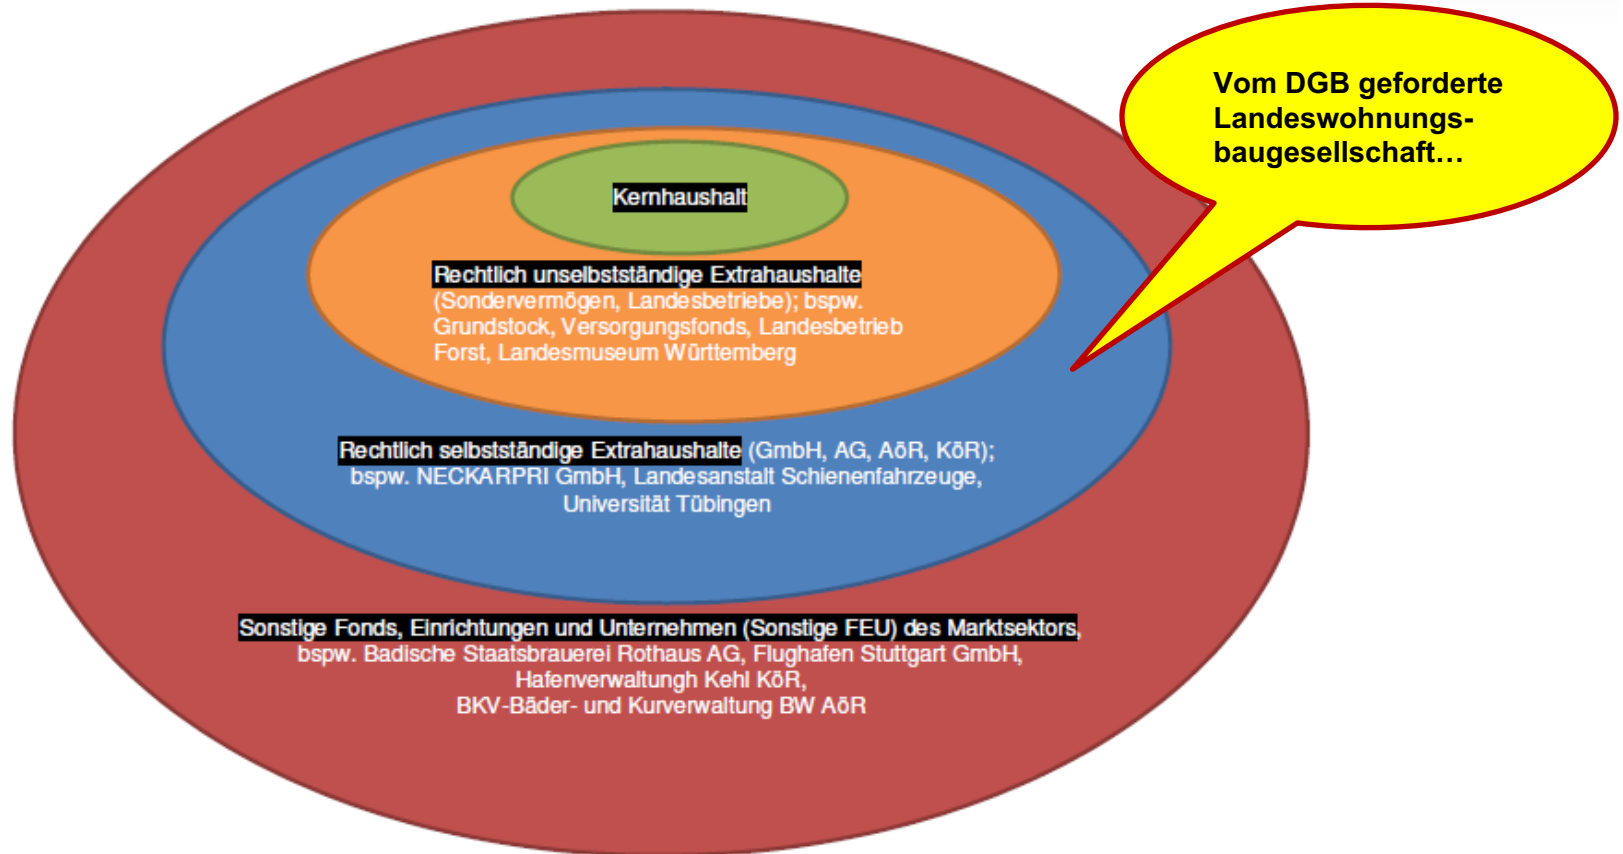 Vom DGB geforderte
Landeswohnungs-
baugesellschaft…
Kernhaushalt
Rechtlich unselbstständige Extrahaushalte
(Sondervermögen, Landesbetriebe); bspw.
Grundstock, Versorgungsfonds, Landesbetrieb
Forst, Landesmuseum Württemberg
Rechtlich selbstständige Extrahaushalte (GmbH, AG, AöR, KöR);
bspw. NECKARPRI GmbH, Landesanstalt Schienenfahrzeuge,
Universität Tübingen
Sonstige Fonds, Einrichtungen und Unternehmen (Sonstige FEU) des Marktsektors,
bspw. Badische Staatsbrauerei Rothaus AG, Flughafen Stuttgart GmbH,
Hafenverwaltungh Kehl KöR,
BKV-Bäder- und Kurverwaltung BW AöR